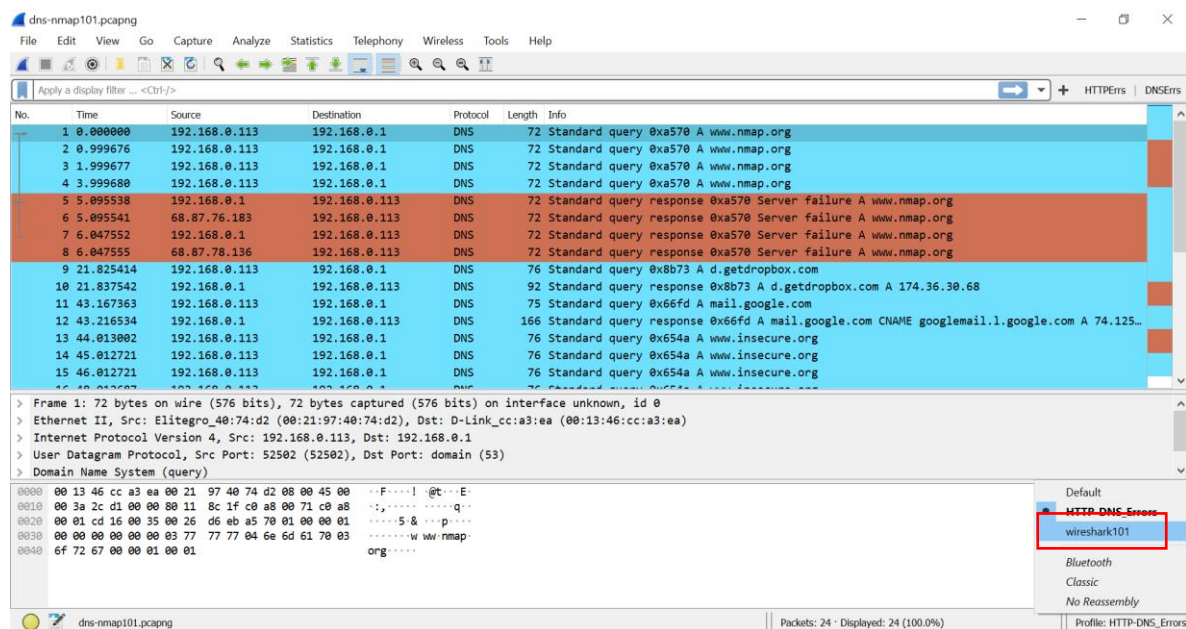 dns-nmap101.pcapng
File Edit View Go Capture Analyze Statistics Telephony Wireless Tools Help
Apply a display filter ... <Ctrl-/> + HTTPErrs | DNSErrs
No. Time Source Destination Protocol Length Info
1 0.000000 192.168.0.113 192.168.0.1 DNS 72 Standard query 0xa570 A www.nmap.org
2 0.999676 192.168.0.113 192.168.0.1 DNS 72 Standard query 0xa570 A www.nmap.org
3 1.999677 192.168.0.113 192.168.0.1 DNS 72 Standard query 0xa570 A www.nmap.org
4 3.999680 192.168.0.113 192.168.0.1 DNS 72 Standard query 0xa570 A www.nmap.org
5 5.095538 192.168.0.1 192.168.0.113 DNS 72 Standard query response 0xa570 Server failure A www.nmap.org
6 5.095541 68.87.76.183 192.168.0.113 DNS 72 Standard query response 0xa570 Server failure A www.nmap.org
7 6.047552 192.168.0.1 192.168.0.113 DNS 72 Standard query response 0xa570 Server failure A www.nmap.org
8 6.047555 68.87.78.136 192.168.0.113 DNS 72 Standard query response 0xa570 Server failure A www.nmap.org
9 21.825414 192.168.0.113 192.168.0.1 DNS 76 Standard query 0x8b73 A d.getdropbox.com
10 21.837542 192.168.0.1 192.168.0.113 DNS 92 Standard query response 0x8b73 A d.getdropbox.com A 174.36.30.68
11 43.167363 192.168.0.113 192.168.0.1 DNS 75 Standard query 0x66fd A mail.google.com
12 43.216534 192.168.0.1 192.168.0.113 DNS 166 Standard query response 0x66fd A mail.google.com CNAME googlemail.l.google.com A 74.125…
13 44.013002 192.168.0.113 192.168.0.1 DNS 76 Standard query 0x654a A www.insecure.org
14 45.012721 192.168.0.113 192.168.0.1 DNS 76 Standard query 0x654a A www.insecure.org
15 46.012721 192.168.0.113 192.168.0.1 DNS 76 Standard query 0x654a A www.insecure.org
> Frame 1: 72 bytes on wire (576 bits), 72 bytes captured (576 bits) on interface unknown, id 0
> Ethernet II, Src: Elitegro_40:74:d2 (00:21:97:40:74:d2), Dst: D-Link_cc:a3:ea (00:13:46:cc:a3:ea)
> Internet Protocol Version 4, Src: 192.168.0.113, Dst: 192.168.0.1
> User Datagram Protocol, Src Port: 52502 (52502), Dst Port: domain (53)
> Domain Name System (query)
0000 00 13 46 cc a3 ea 00 21 97 40 74 d2 08 00 45 00 ··F····! ·@t···E·
0010 00 3a 2c d1 00 00 80 11 8c 1f c0 a8 00 71 c0 a8 ·:,····· ·····q··
0020 00 01 cd 16 00 35 00 26 d6 eb a5 70 01 00 00 01 ·····5·& ···p····
0030 00 00 00 00 00 00 03 77 77 77 04 6e 6d 61 70 03 ·······w ww·nmap·
0040 6f 72 67 00 00 01 00 01 org·····
Default
HTTP-DNS_Errors
wireshark101
Bluetooth
Classic
No Reassembly
dns-nmap101.pcapng Packets: 24 · Displayed: 24 (100.0%) Profile: HTTP-DNS_Errors